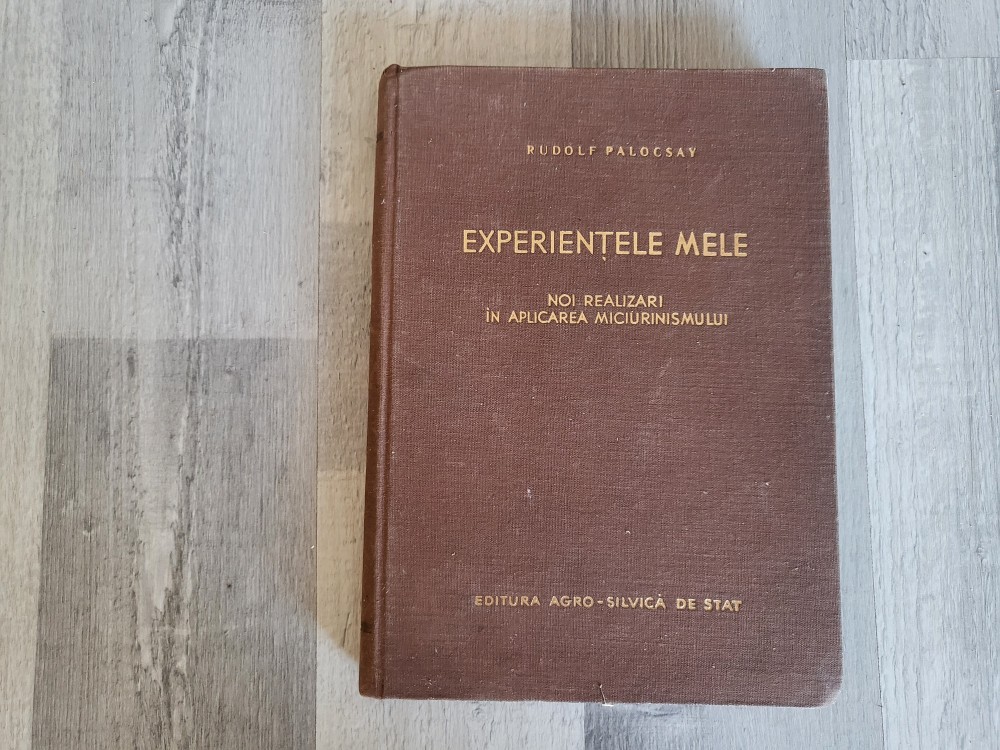 RUDOLF PALOCSAY
EXPERIENȚELE MELE
NOI REALIZARI
ÎN APLICAREA MICIURINISMULUI
EDITURA AGRO-SILVICĂ DE STAT